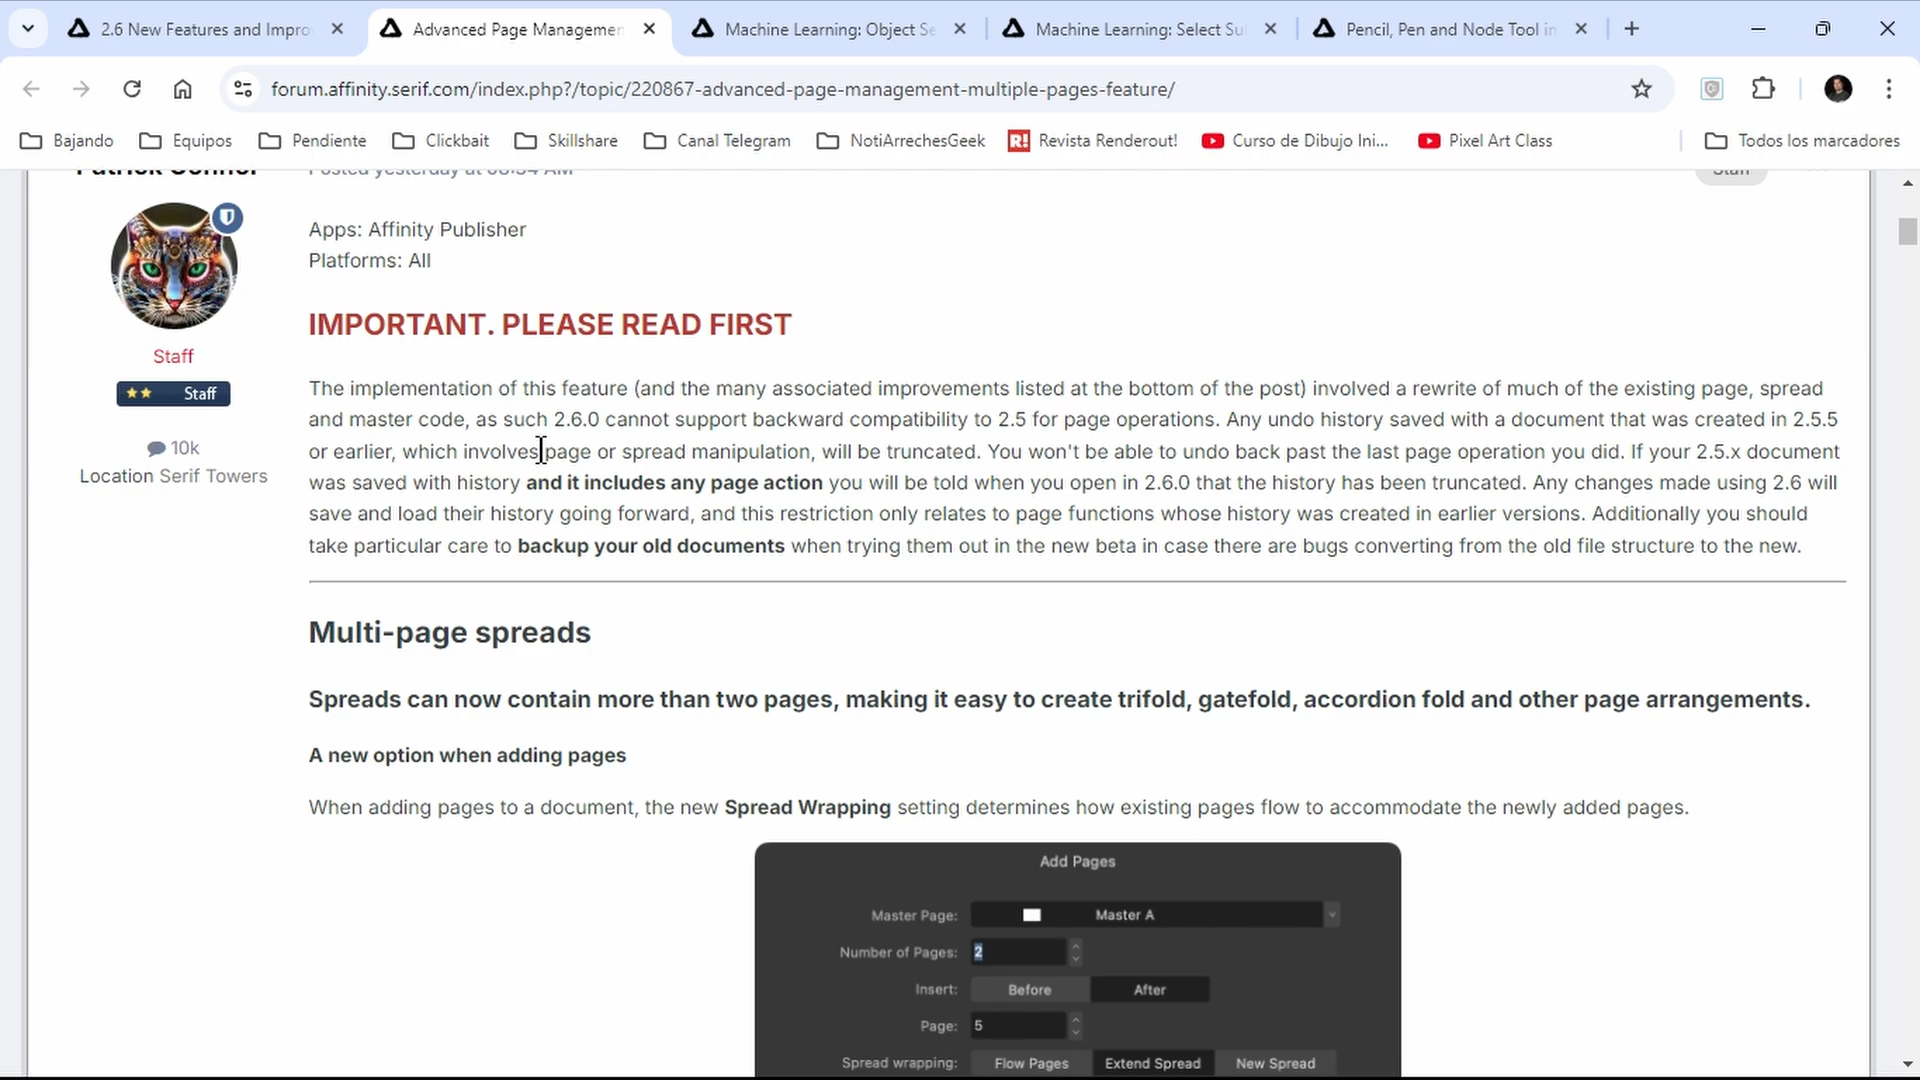 2.6 New Features and Impro
Advanced Page Managemen
Machine Learning: Object Se
Machine Learning: Select Su
Pencil, Pen and Node Tool in
forum.affinity.serif.com/index.php?/topic/220867-advanced-page-management-multiple-pages-feature/
Bajando
Equipos
Pendiente
Clickbait
Skillshare
Canal Telegram
NotiArrechesGeek
R!
Revista Renderout!
Curso de Dibujo Ini...
Pixel Art Class
Todos los marcadores
Patrick Connor
Posted yesterday at 08:54 AM
Staff
Apps: Affinity Publisher
Platforms: All
IMPORTANT. PLEASE READ FIRST
Staff
Staff
10k
Location Serif Towers
The implementation of this feature (and the many associated improvements listed at the bottom of the post) involved a rewrite of much of the existing page, spread
and master code, as such 2.6.0 cannot support backward compatibility to 2.5 for page operations. Any undo history saved with a document that was created in 2.5.5
or earlier, which involves page or spread manipulation, will be truncated. You won't be able to undo back past the last page operation you did. If your 2.5.x document
was saved with history and it includes any page action you will be told when you open in 2.6.0 that the history has been truncated. Any changes made using 2.6 will
save and load their history going forward, and this restriction only relates to page functions whose history was created in earlier versions. Additionally you should
take particular care to backup your old documents when trying them out in the new beta in case there are bugs converting from the old file structure to the new.
Multi-page spreads
Spreads can now contain more than two pages, making it easy to create trifold, gatefold, accordion fold and other page arrangements.
A new option when adding pages
When adding pages to a document, the new Spread Wrapping setting determines how existing pages flow to accommodate the newly added pages.
Add Pages
Master Page: Master A
Number of Pages: 2
Insert: Before After
Page: 5
Spread wrapping: Flow Pages Extend Spread New Spread